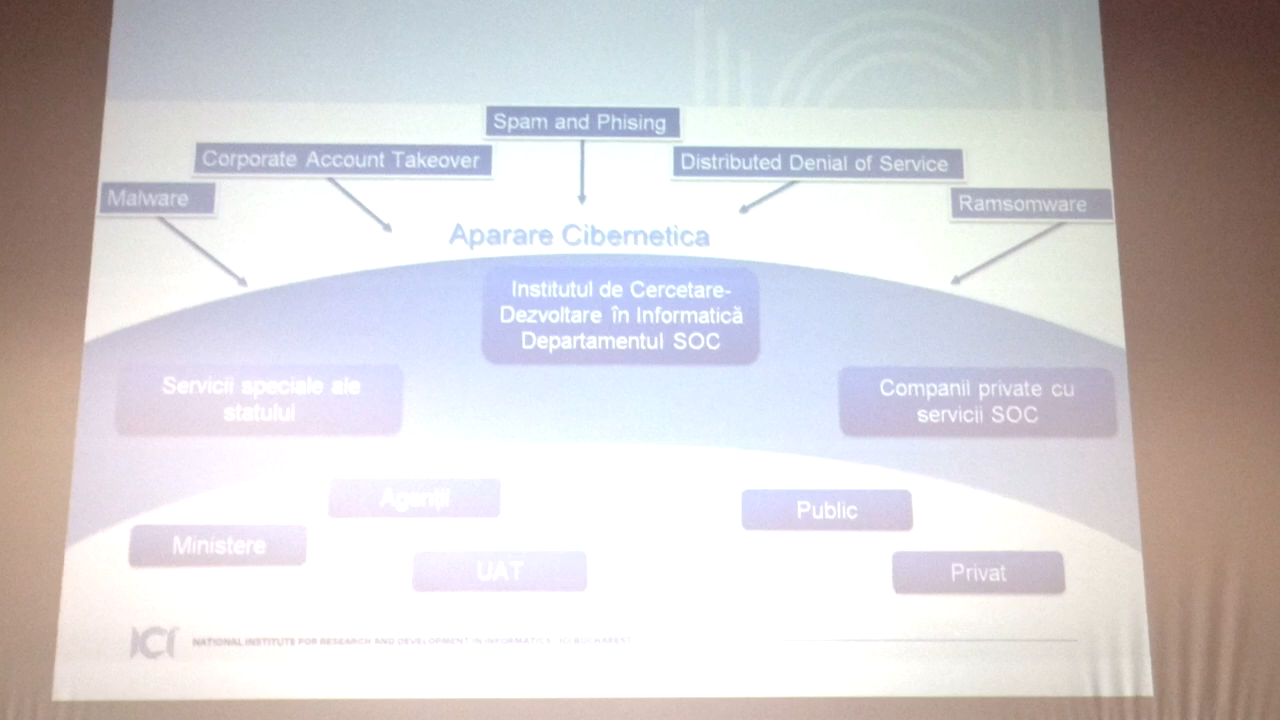 Spam and Phising
Corporate Account Takeover
Distributed Denial of Service
Malware
Ramsomware
Aparare Cibernetica
Institutul de Cercetare-
Dezvoltare în Informatică
Departamentul SOC
Servicii speciale ale
statului
Companii private cu
servicii SOC
Agenții
Public
Ministere
UAT
Privat
ICI NATIONAL INSTITUTE FOR RESEARCH AND DEVELOPMENT IN INFORMATICS - ICI BUCHAREST